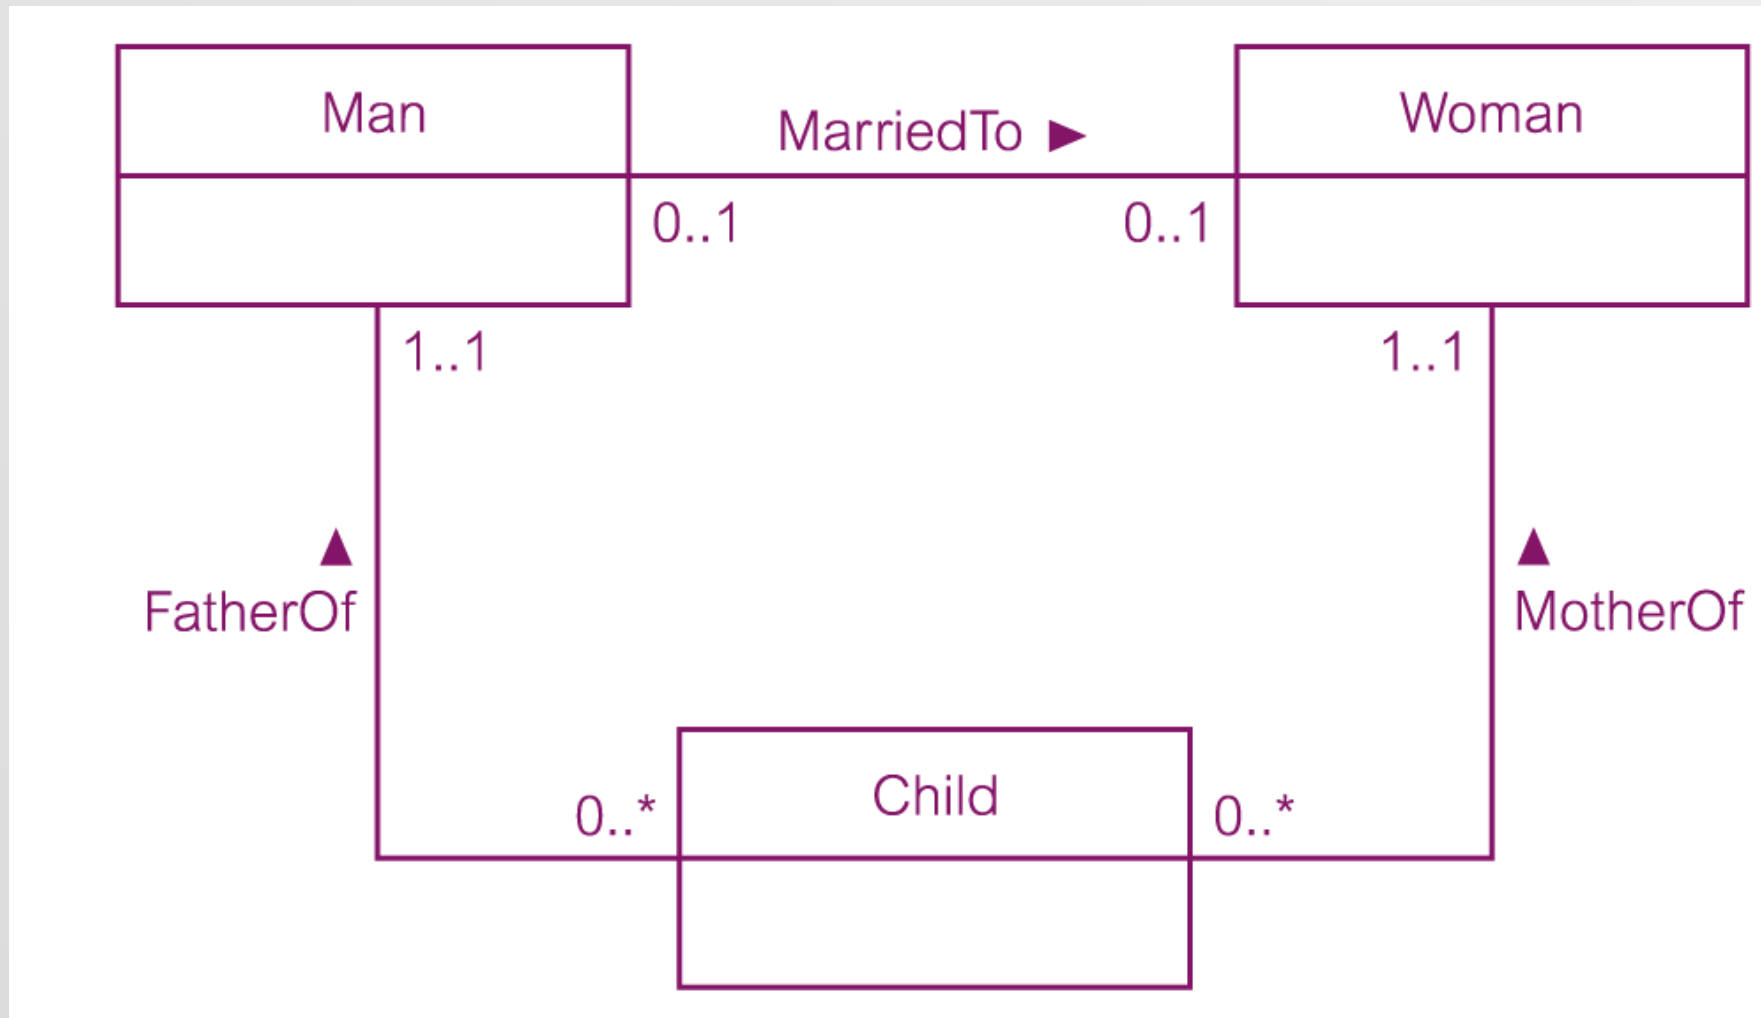 Man
MarriedTo ►
Woman
0..1
0..1
1..1
1..1
▲
▲
FatherOf
MotherOf
0..*
Child
0..*